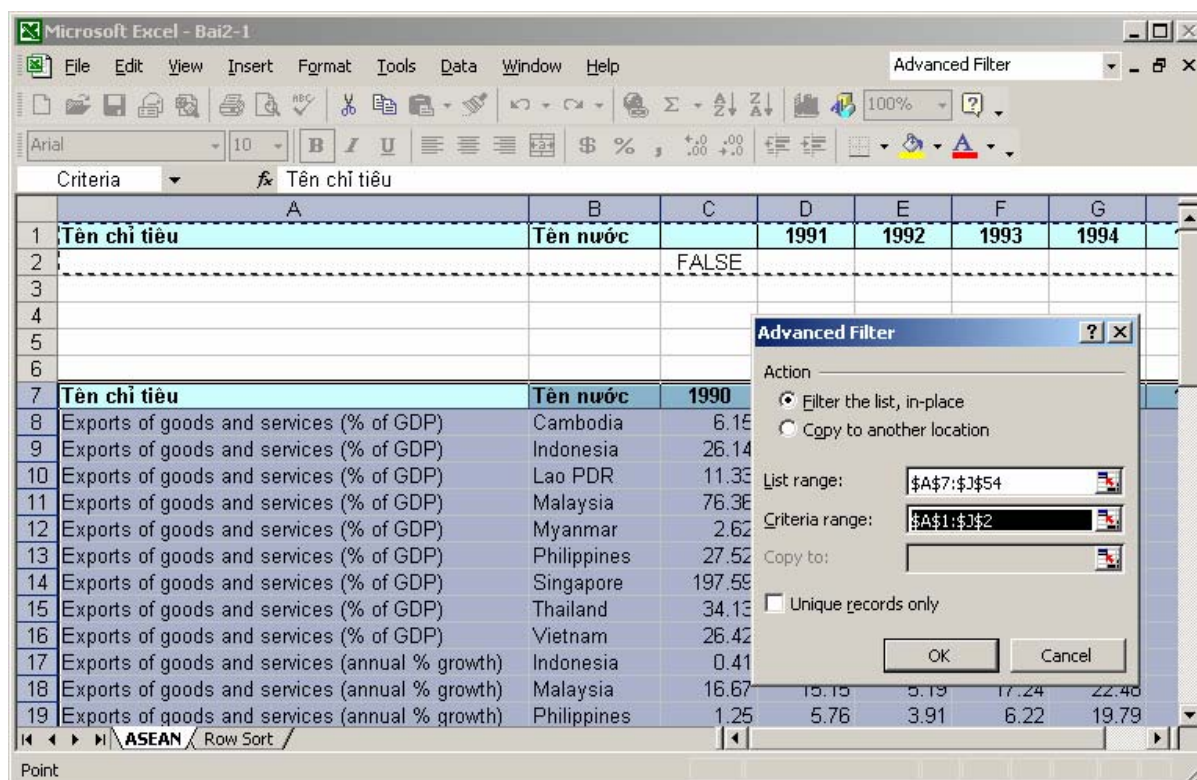 Microsoft Excel - Bai2-1
File Edit View Insert Format Tools Data Window Help Advanced Filter
100%
Arial 10 B I U $ % ,
Criteria fx Tên chỉ tiêu
A B C D E F G
1 Tên chỉ tiêu Tên nước 1991 1992 1993 1994
2 FALSE
3
4
5
6
7 Tên chỉ tiêu Tên nước 1990
8 Exports of goods and services (% of GDP) Cambodia 6.15
9 Exports of goods and services (% of GDP) Indonesia 26.14
10 Exports of goods and services (% of GDP) Lao PDR 11.33
11 Exports of goods and services (% of GDP) Malaysia 76.36
12 Exports of goods and services (% of GDP) Myanmar 2.62
13 Exports of goods and services (% of GDP) Philippines 27.52
14 Exports of goods and services (% of GDP) Singapore 197.59
15 Exports of goods and services (% of GDP) Thailand 34.13
16 Exports of goods and services (% of GDP) Vietnam 26.42
17 Exports of goods and services (annual % growth) Indonesia 0.41
18 Exports of goods and services (annual % growth) Malaysia 16.67 15.15 5.19 17.24 22.48
19 Exports of goods and services (annual % growth) Philippines 1.25 5.76 3.91 6.22 19.79
Advanced Filter
Action
Filter the list, in-place
Copy to another location
List range: $A$7:$J$54
Criteria range: $A$1:$J$2
Copy to:
Unique records only
OK Cancel
ASEAN Row Sort
Point